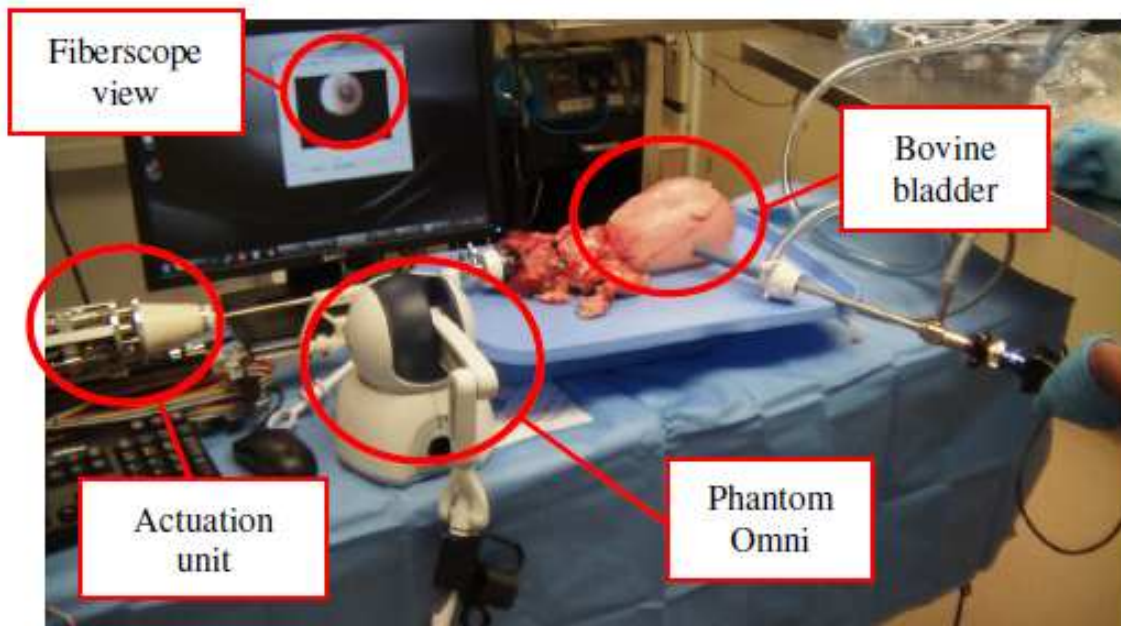 Fiberscope
view
Bovine
bladder
Actuation
unit
Phantom
Omni